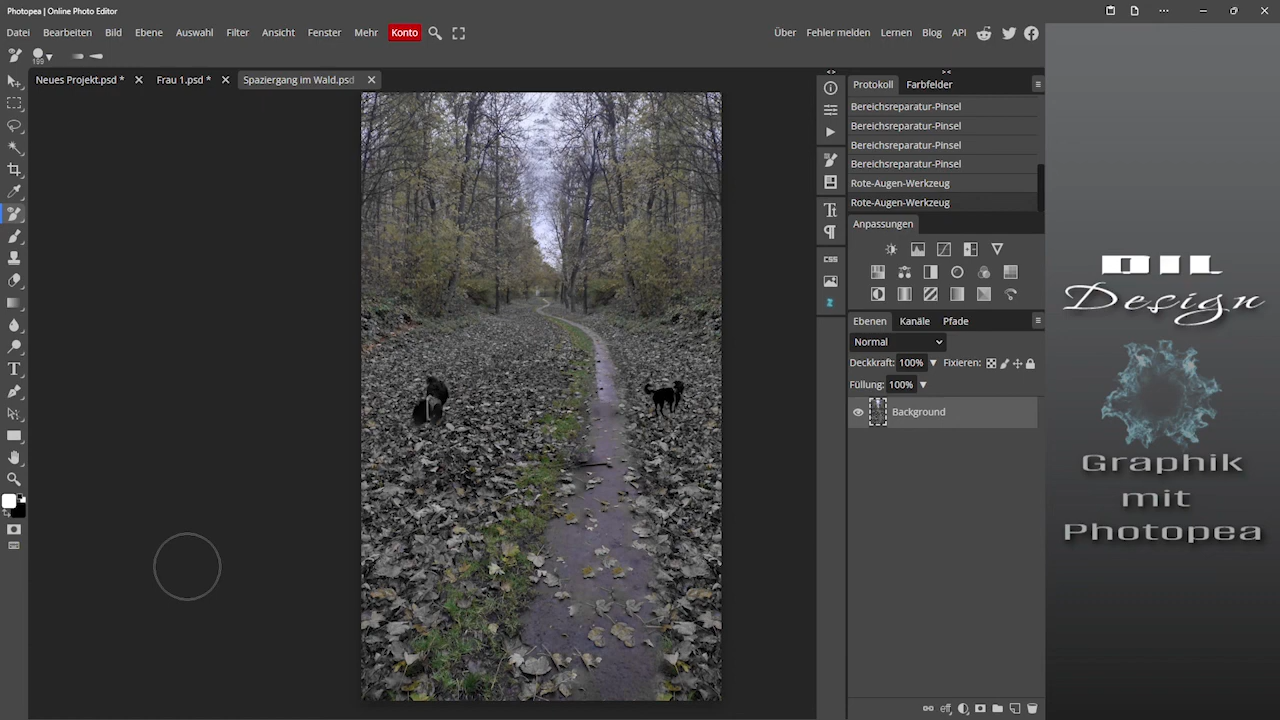 Photopea | Online Photo Editor
Datei Bearbeiten Bild Ebene Auswahl Filter Ansicht Fenster Mehr Konto Über Fehler melden Lernen Blog API
199
Neues Projekt.psd * Frau 1.psd * Spaziergang im Wald.psd
Protokoll Farbfelder
Bereichsreparatur-Pinsel
Bereichsreparatur-Pinsel
Bereichsreparatur-Pinsel
Bereichsreparatur-Pinsel
Rote-Augen-Werkzeug
Rote-Augen-Werkzeug
Anpassungen
CSS
Ebenen Kanäle Pfade
Normal
Deckkraft: 100% Fixieren:
Füllung: 100%
Background
OIL
Design
Graphik
mit
Photopea